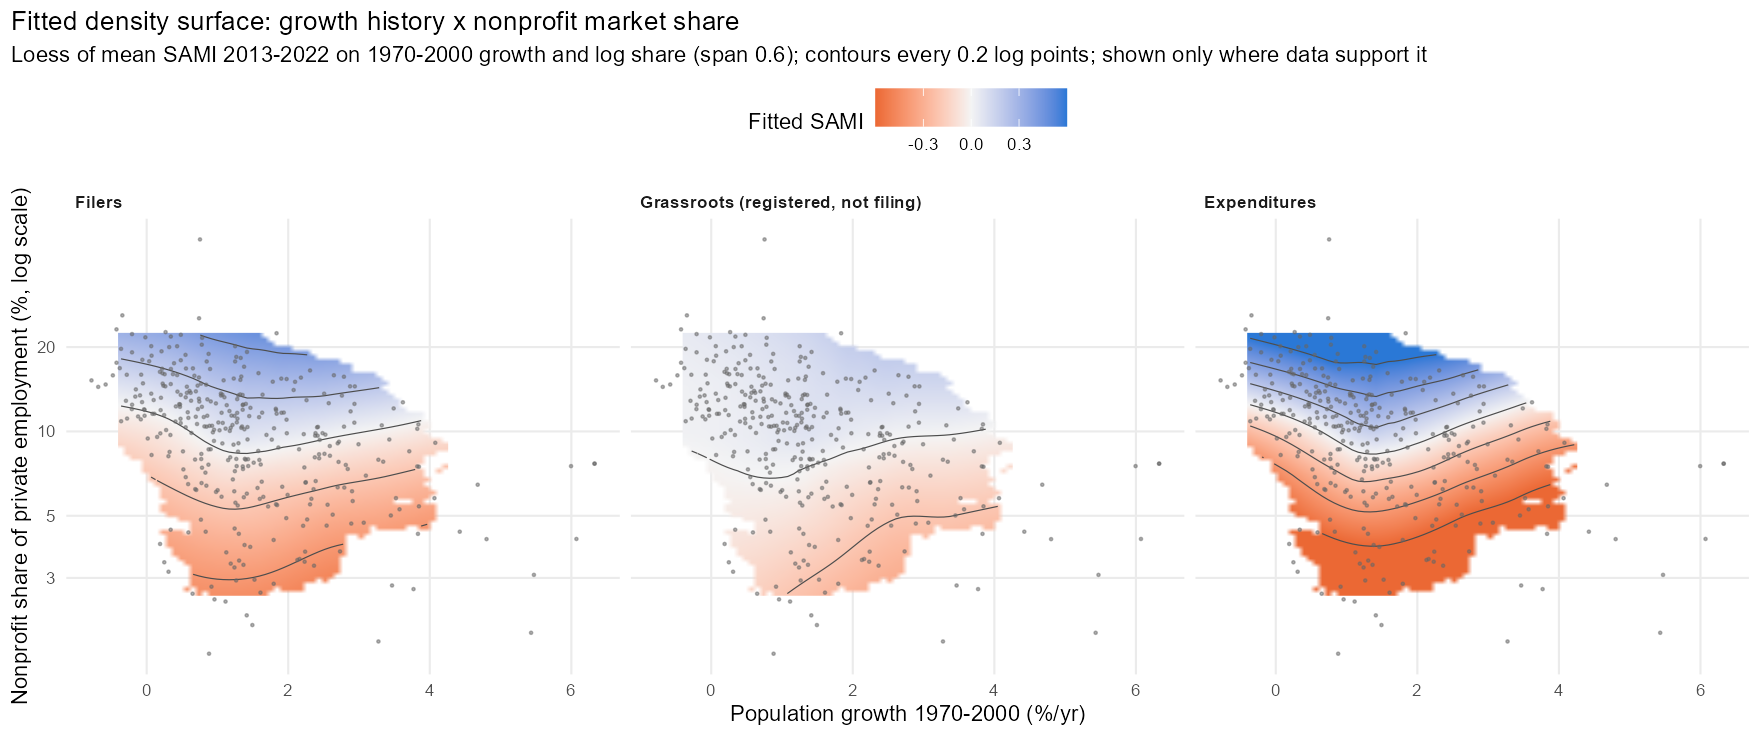 Fitted density surface: growth history x nonprofit market share
Loess of mean SAMI 2013-2022 on 1970-2000 growth and log share (span 0.6); contours every 0.2 log points; shown only where data support it
Fitted SAMI
-0.3 0.0 0.3
Nonprofit share of private employment (%, log scale)
Filers
Grassroots (registered, not filing)
Expenditures
20
10
5
3
0 2 4 6
0 2 4 6
0 2 4 6
Population growth 1970-2000 (%/yr)